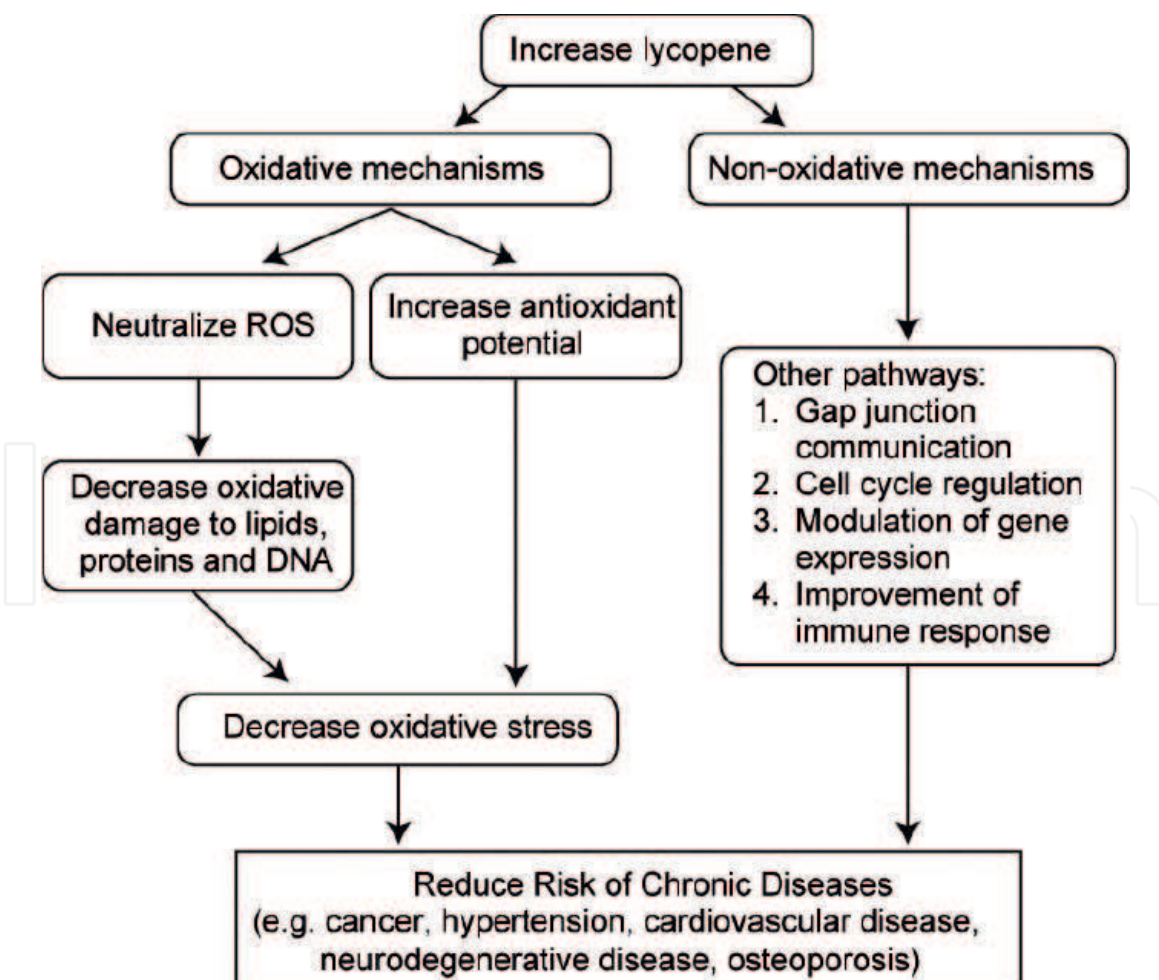 Increase lycopene
Oxidative mechanisms
Non-oxidative mechanisms
Neutralize ROS
Increase antioxidant
potential
Other pathways:
1. Gap junction
communication
2. Cell cycle regulation
3. Modulation of gene
expression
4. Improvement of
immune response
Decrease oxidative
damage to lipids,
proteins and DNA
Decrease oxidative stress
Reduce Risk of Chronic Diseases
(e.g. cancer, hypertension, cardiovascular disease,
neurodegenerative disease, osteoporosis)